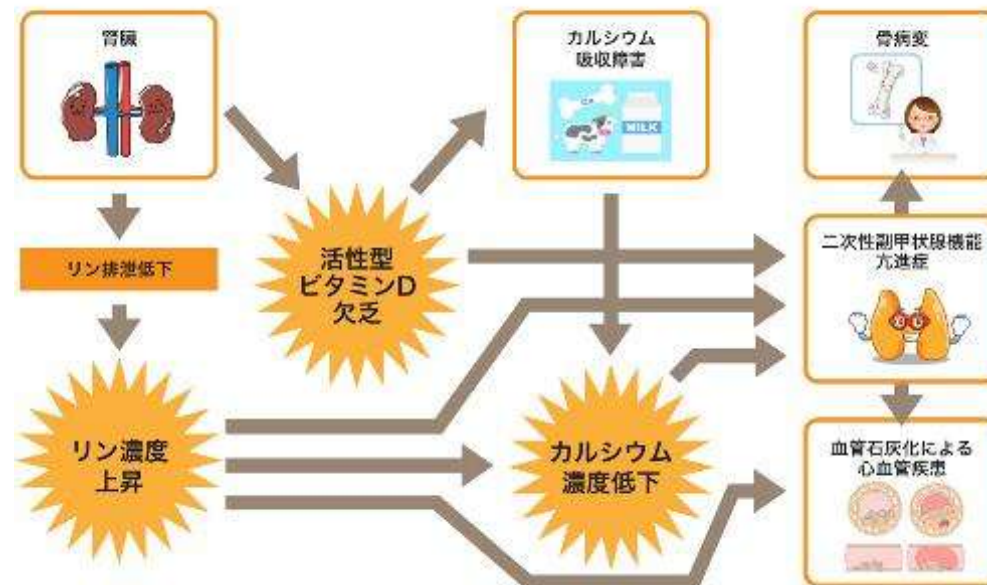 腎臓
カルシウム
吸収障害
MILK
骨病変
活性型
ビタミンD
欠乏
二次性副甲状腺機能
亢進症
リン排泄低下
リン濃度
上昇
カルシウム
濃度低下
血管石灰化による
心血管疾患